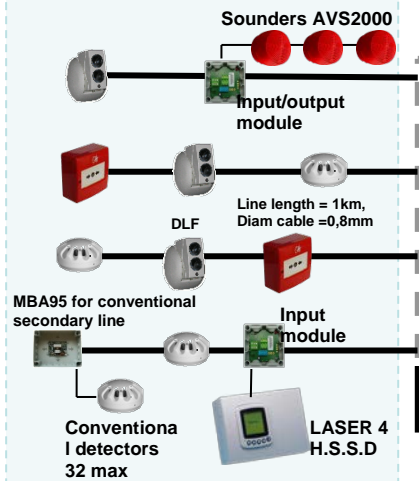 Sounders AVS2000
Input/output
module
Line length = 1km,
Diam cable =0,8mm
DLF
MBA95 for conventional
secondary line
Input
module
Conventiona
l detectors
32 max
LASER 4
H.S.S.D